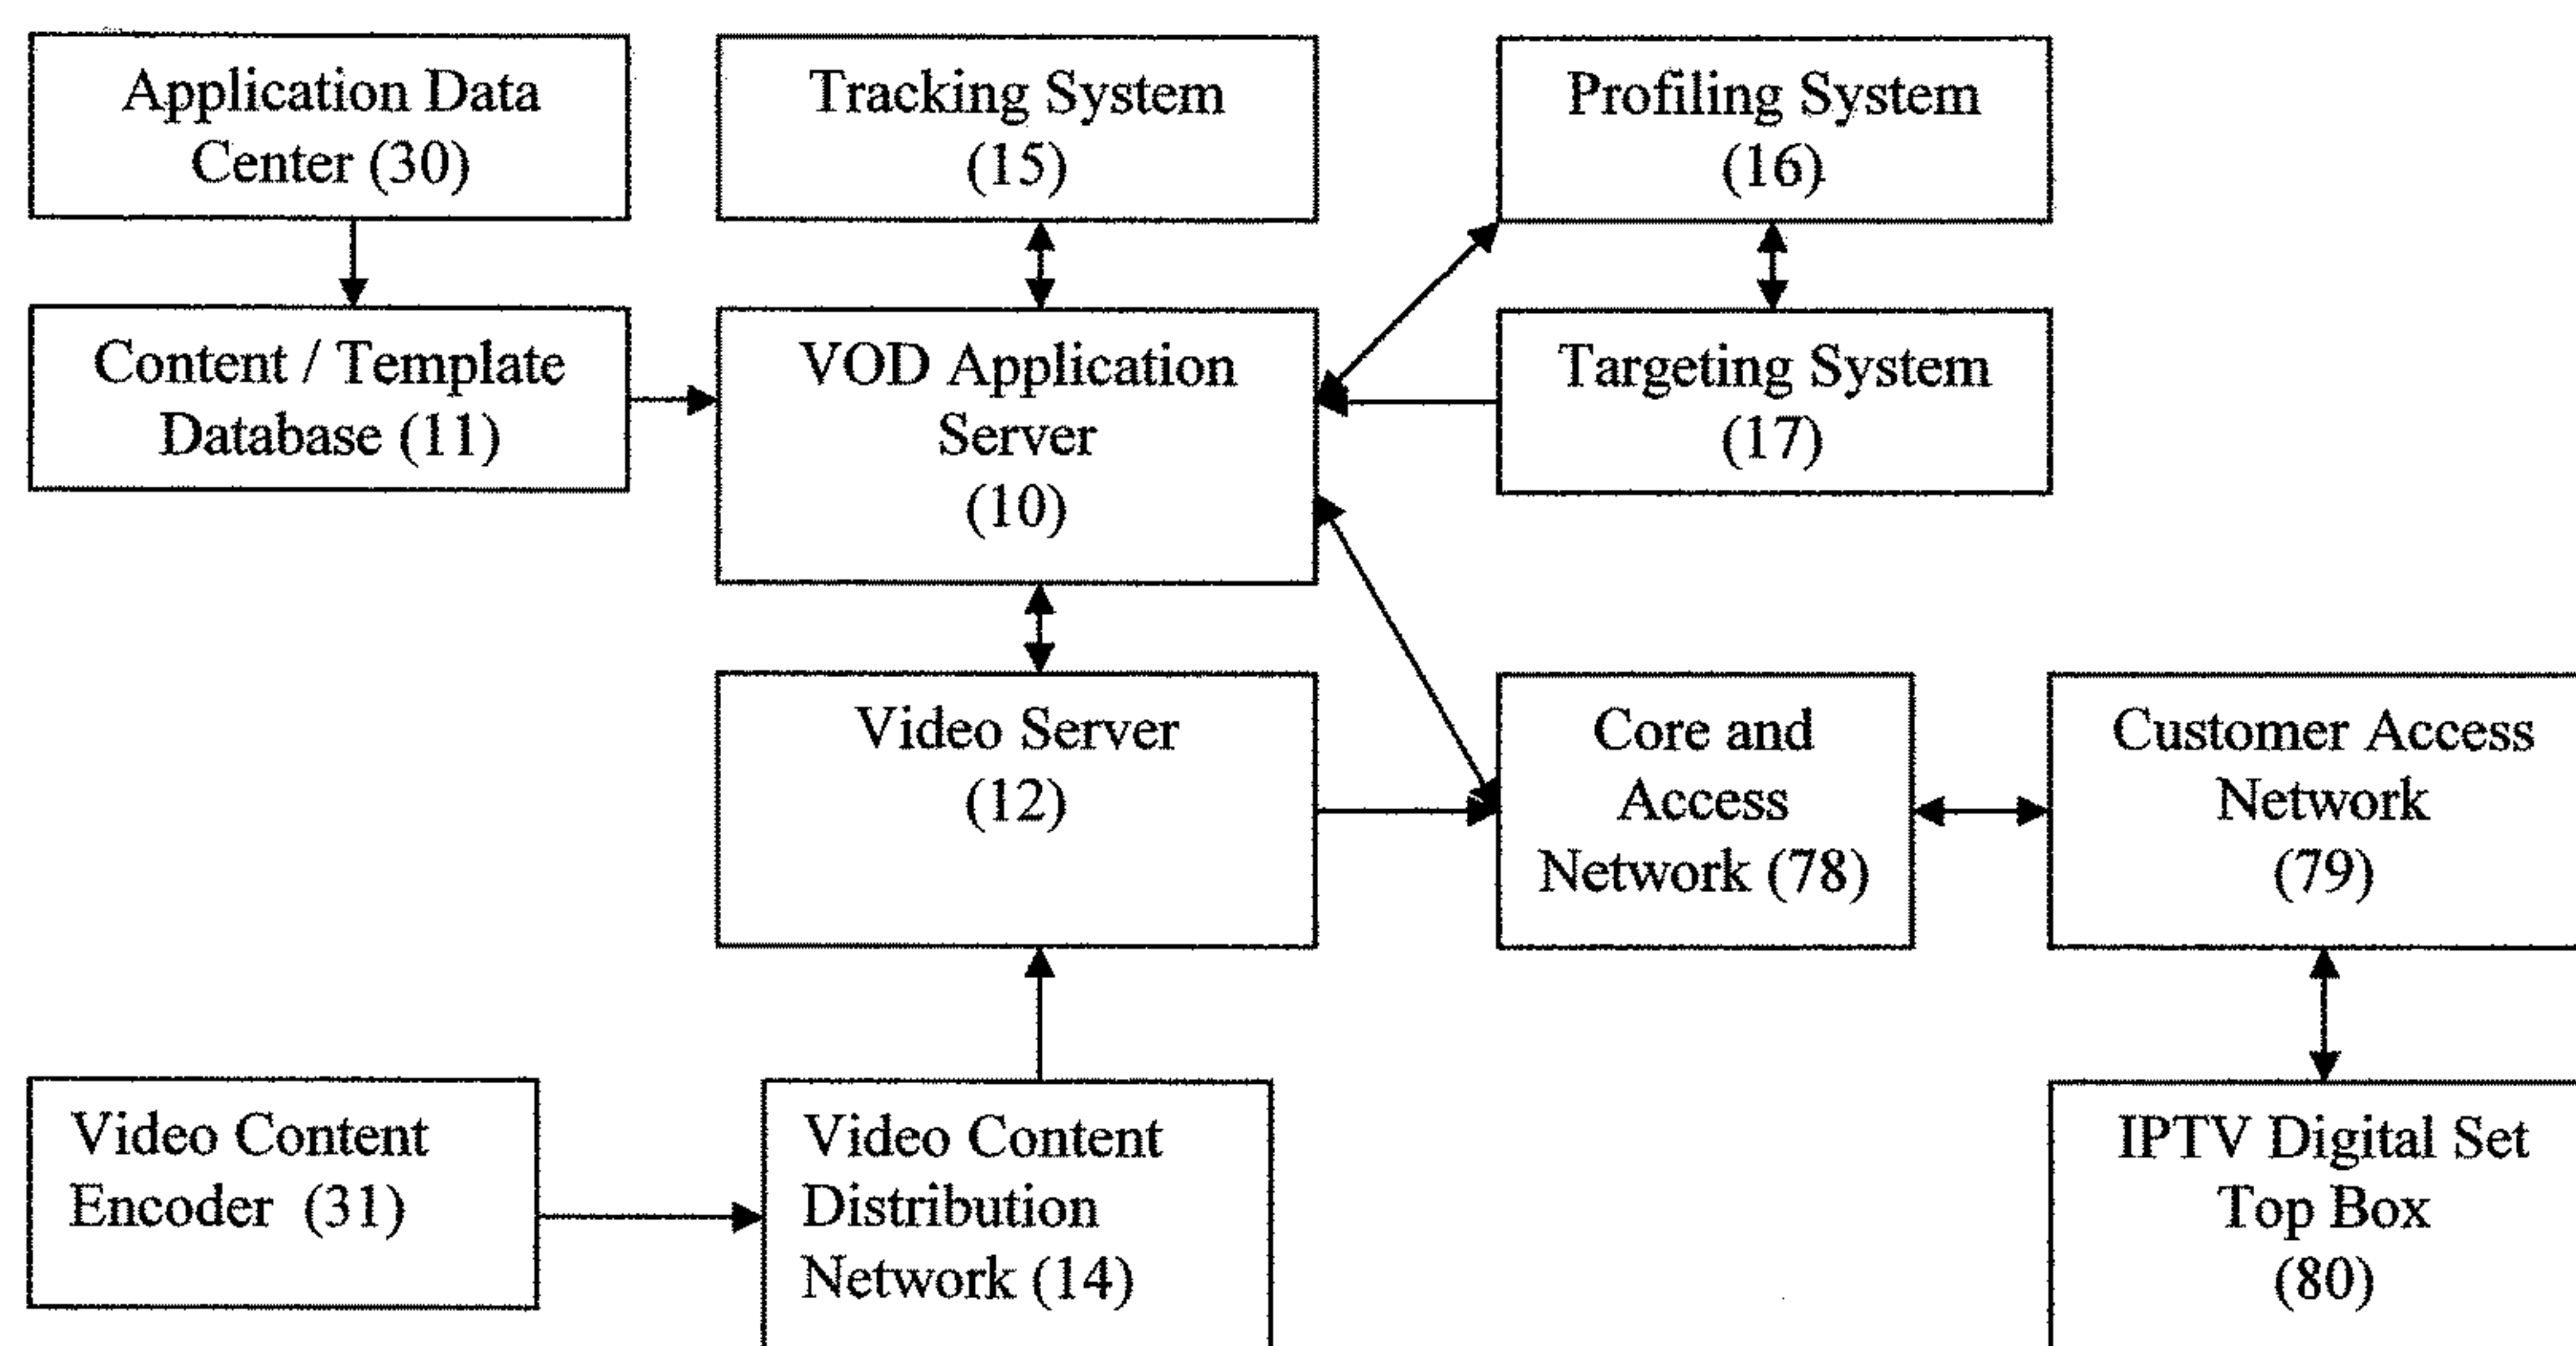 Application Data
Center (30)
Tracking System
(15)
Profiling System
(16)
Content / Template
Database (11)
VOD Application
Server
(10)
Targeting System
(17)
Video Server
(12)
Core and
Access
Network (78)
Customer Access
Network
(79)
Video Content
Encoder (31)
Video Content
Distribution
Network (14)
IPTV Digital Set
Top Box
(80)